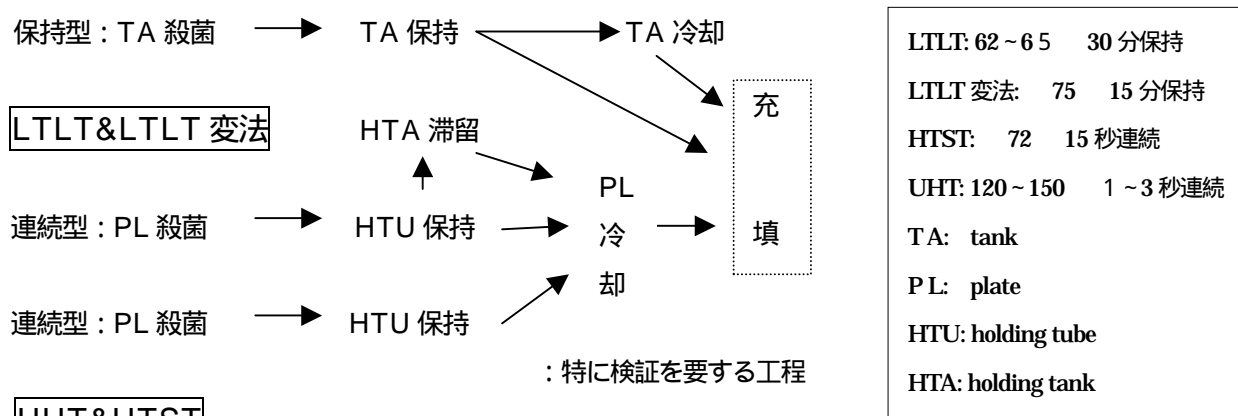 保持型：TA 殺菌 TA 保持 TA 冷却
LTLT&LTLT 変法 HTA 滞留
連続型：PL 殺菌 HTU 保持
連続型：PL 殺菌 HTU 保持
PL
冷
却
充
填
：特に検証を要する工程
UHT&HTST
LTLT: 62 ~ 6５ 30 分保持
LTLT 変法: 75 15 分保持
HTST: 72 15 秒連続
UHT: 120 ~ 150 １ ~ 3 秒連続
T A: tank
P L: plate
HTU: holding tube
HTA: holding tank